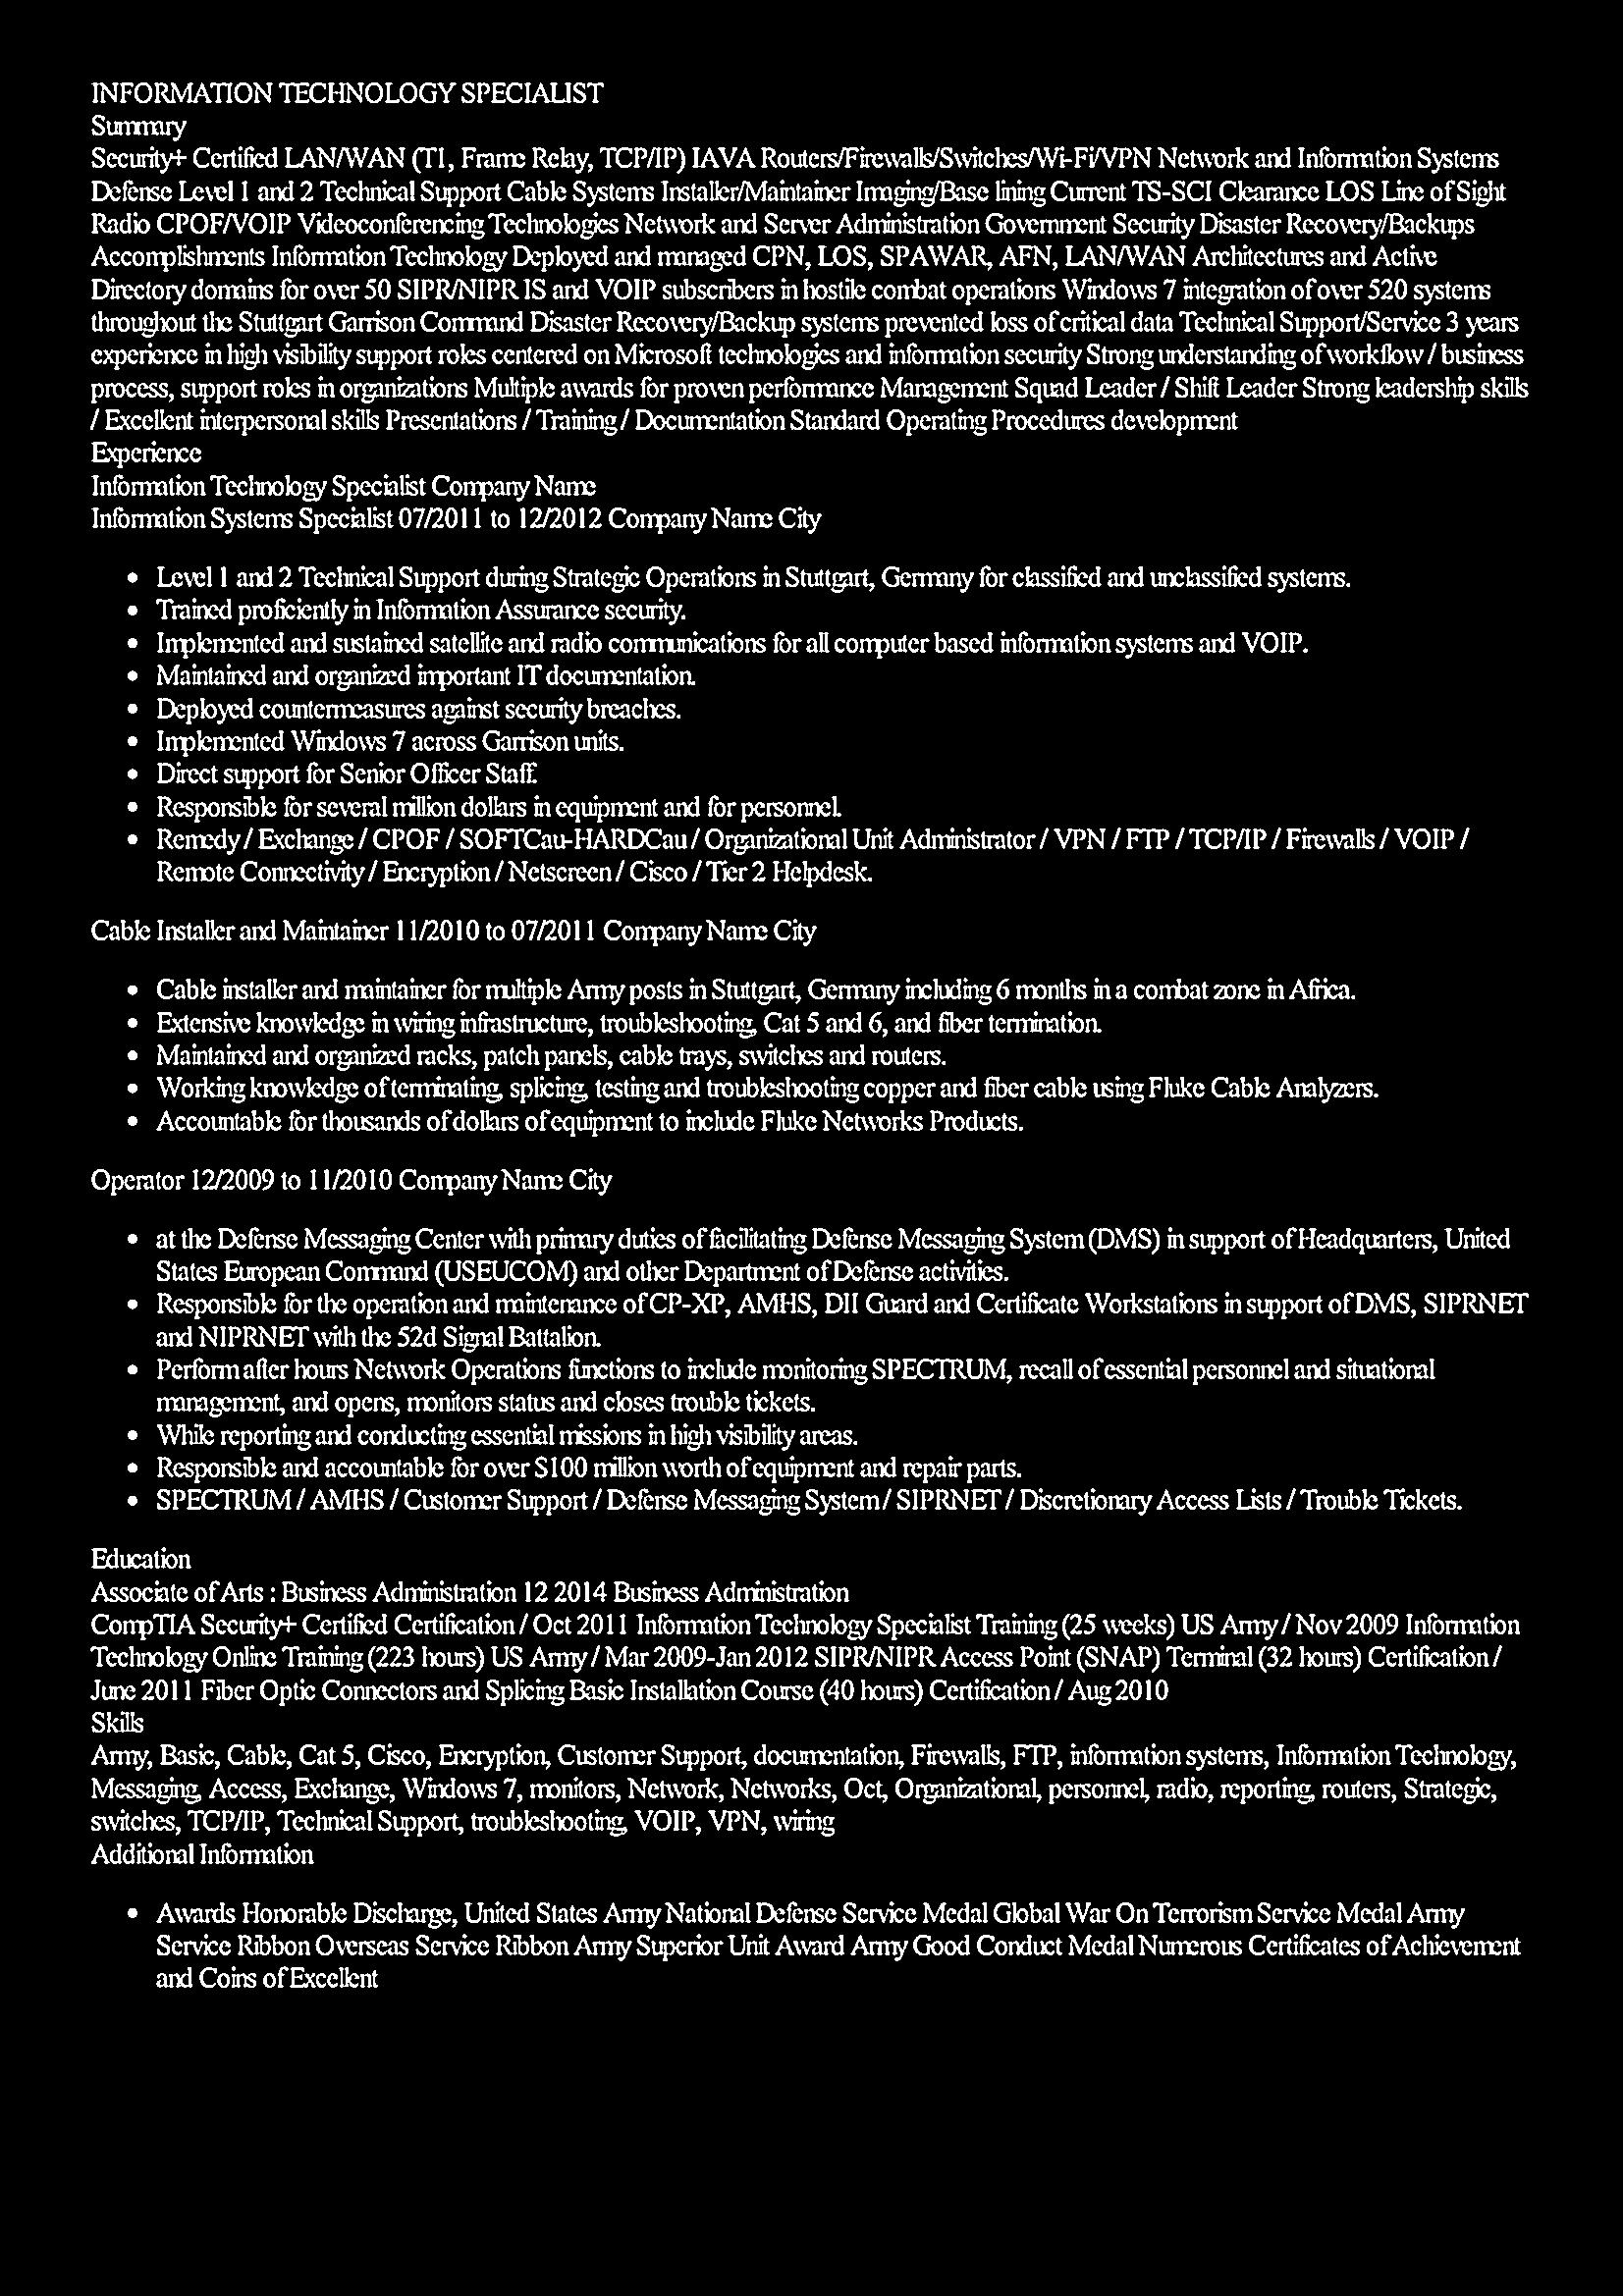 INFORMATION TECHNOLOGY SPECIALIST
Summary
Security+ Certified LAN/WAN (T1, Frame Relay, TCP/IP) IAVA Routers/Firewalls/Switches/Wi-Fi/VPN Network and Information Systems
Defense Level 1 and 2 Technical Support Cable Systems Installer/Maintainer Imaging/Base lining Current TS-SCI Clearance LOS Line of Sight
Radio CPOF/VOIP Videoconferencing Technologies Network and Server Administration Government Security Disaster Recovery/Backups
Accomplishments Information Technology Deployed and managed CPN, LOS, SPAWAR, AFN, LAN/WAN Architectures and Active
Directory domains for over 50 SIPR/NIPR IS and VOIP subscribers in hostile combat operations Windows 7 integration of over 520 systems
throughout the Stuttgart Garrison Command Disaster Recovery/Backup systems prevented loss of critical data Technical Support/Service 3 years
experience in high visibility support roles centered on Microsoft technologies and information security Strong understanding of workflow / business
process, support roles in organizations Multiple awards for proven performance Management Squad Leader / Shift Leader Strong leadership skills
/ Excellent interpersonal skills Presentations / Training / Documentation Standard Operating Procedures development
Experience
Information Technology Specialist Company Name
Information Systems Specialist 07/2011 to 12/2012 Company Name City
• Level 1 and 2 Technical Support during Strategic Operations in Stuttgart, Germany for classified and unclassified systems.
• Trained proficiently in Information Assurance security.
• Implemented and sustained satellite and radio communications for all computer based information systems and VOIP.
• Maintained and organized important IT documentation.
• Deployed countermeasures against security breaches.
• Implemented Windows 7 across Garrison units.
• Direct support for Senior Officer Staff.
• Responsible for several million dollars in equipment and for personnel.
• Remedy / Exchange / CPOF / SOFTCau-HARDCau / Organizational Unit Administrator / VPN / FTP / TCP/IP / Firewalls / VOIP /
Remote Connectivity / Encryption / Netscreen / Cisco / Tier 2 Helpdesk.
Cable Installer and Maintainer 11/2010 to 07/2011 Company Name City
• Cable installer and maintainer for multiple Army posts in Stuttgart, Germany including 6 months in a combat zone in Africa.
• Extensive knowledge in wiring infrastructure, troubleshooting, Cat 5 and 6, and fiber termination.
• Maintained and organized racks, patch panels, cable trays, switches and routers.
• Working knowledge of terminating, splicing, testing and troubleshooting copper and fiber cable using Fluke Cable Analyzers.
• Accountable for thousands of dollars of equipment to include Fluke Networks Products.
Operator 12/2009 to 11/2010 Company Name City
• at the Defense Messaging Center with primary duties of facilitating Defense Messaging System (DMS) in support of Headquarters, United
States European Command (USEUCOM) and other Department of Defense activities.
• Responsible for the operation and maintenance of CP-XP, AMHS, DII Guard and Certificate Workstations in support of DMS, SIPRNET
and NIPRNET with the 52d Signal Battalion.
• Perform after hours Network Operations functions to include monitoring SPECTRUM, recall of essential personnel and situational
management, and opens, monitors status and closes trouble tickets.
• While reporting and conducting essential missions in high visibility areas.
• Responsible and accountable for over $100 million worth of equipment and repair parts.
• SPECTRUM / AMHS / Customer Support / Defense Messaging System / SIPRNET / Discretionary Access Lists / Trouble Tickets.
Education
Associate of Arts : Business Administration 12 2014 Business Administration
CompTIA Security+ Certified Certification / Oct 2011 Information Technology Specialist Training (25 weeks) US Army / Nov 2009 Information
Technology Online Training (223 hours) US Army / Mar 2009-Jan 2012 SIPR/NIPR Access Point (SNAP) Terminal (32 hours) Certification /
June 2011 Fiber Optic Connectors and Splicing Basic Installation Course (40 hours) Certification / Aug 2010
Skills
Army, Basic, Cable, Cat 5, Cisco, Encryption, Customer Support, documentation, Firewalls, FTP, information systems, Information Technology,
Messaging, Access, Exchange, Windows 7, monitors, Network, Networks, Oct, Organizational, personnel, radio, reporting, routers, Strategic,
switches, TCP/IP, Technical Support, troubleshooting, VOIP, VPN, wiring
Additional Information
• Awards Honorable Discharge, United States Army National Defense Service Medal Global War On Terrorism Service Medal Army
Service Ribbon Overseas Service Ribbon Army Superior Unit Award Army Good Conduct Medal Numerous Certificates of Achievement
and Coins of Excellent